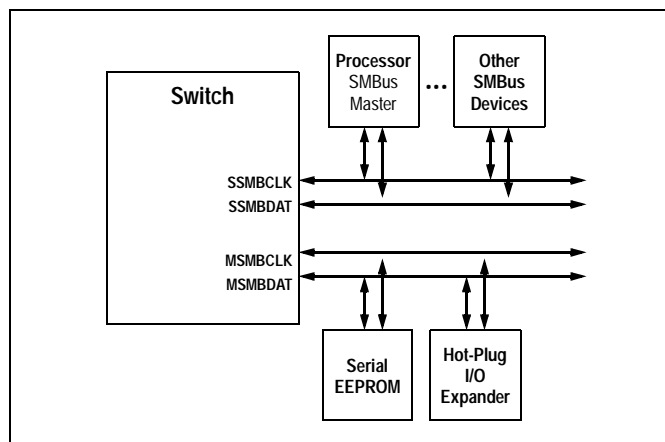 Processor
SMBus
Master
...
Other
SMBus
Devices
Switch
SSMBCLK
SSMBDAT
MSMBCLK
MSMBDAT
Serial
EEPROM
Hot-Plug
I/O
Expander